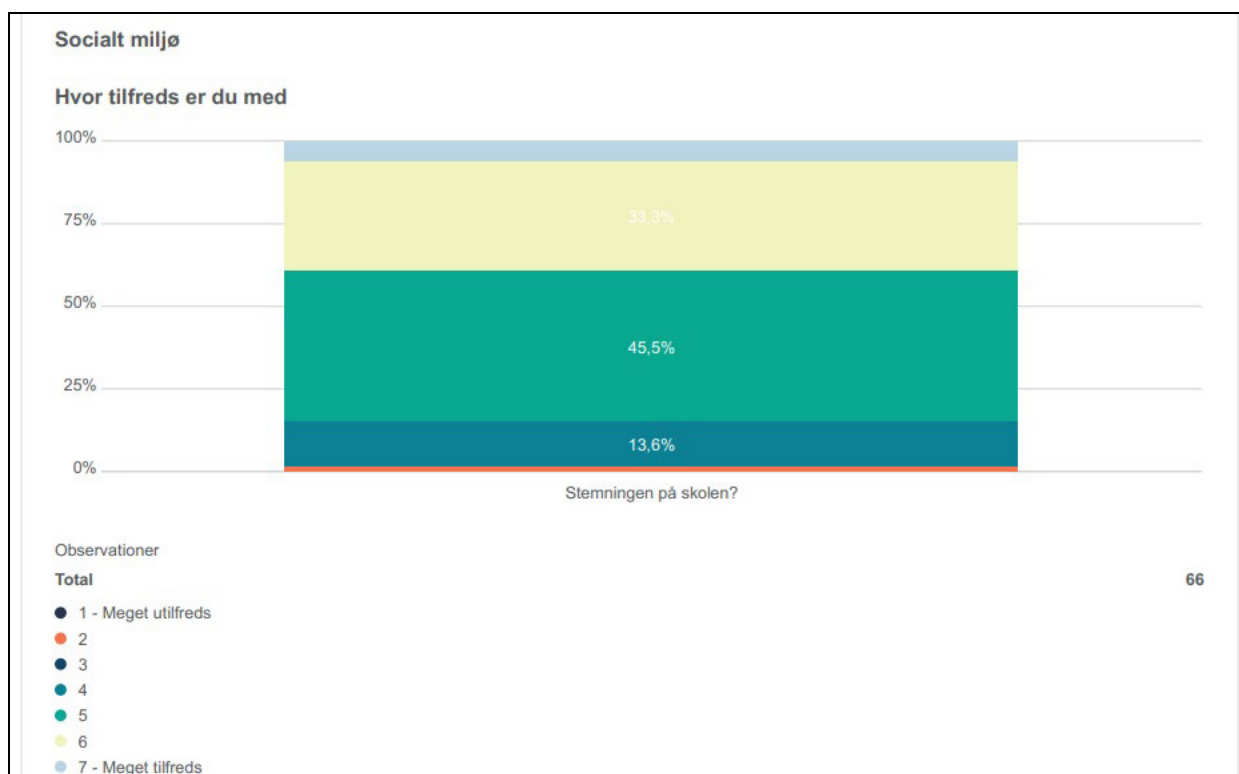 Socialt miljø
Hvor tilfreds er du med
100%
75%
33,3%
50%
45,5%
25%
13,6%
0%
Stemningen på skolen?
Observationer
Total 66
1 - Meget utilfreds
2
3
4
5
6
7 - Meget tilfreds